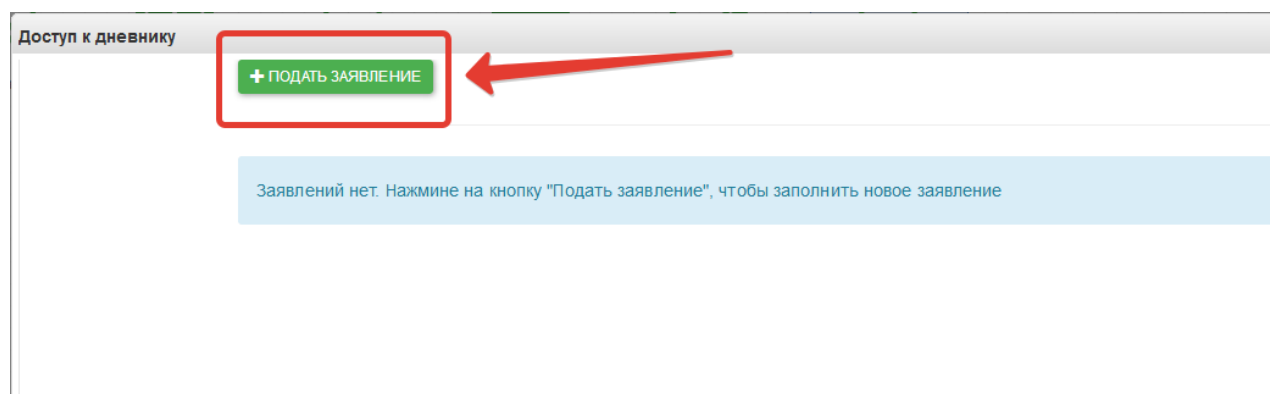 Доступ к дневнику
+ ПОДАТЬ ЗАЯВЛЕНИЕ
Заявлений нет. Нажмине на кнопку "Подать заявление", чтобы заполнить новое заявление